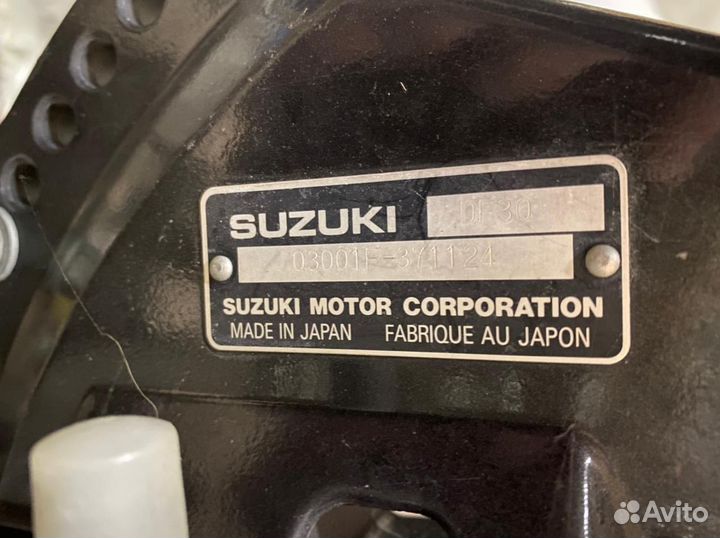 SUZUKI DF30
03001F-371124
SUZUKI MOTOR CORPORATION
MADE IN JAPAN FABRIQUE AU JAPON
Avito